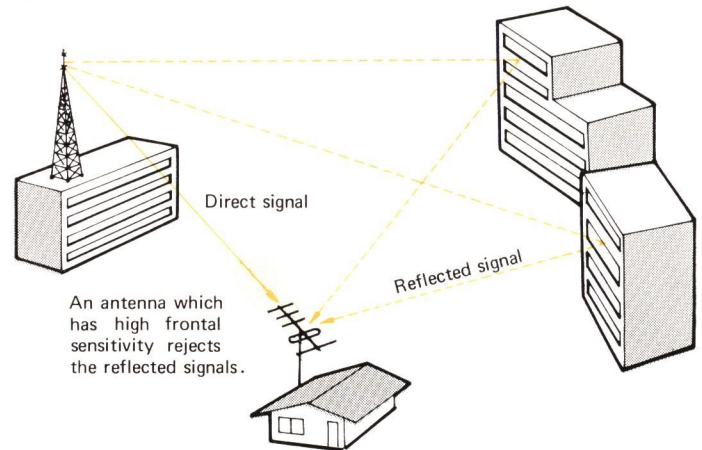 Direct signal
Reflected signal
An antenna which
has high frontal
sensitivity rejects
the reflected signals.